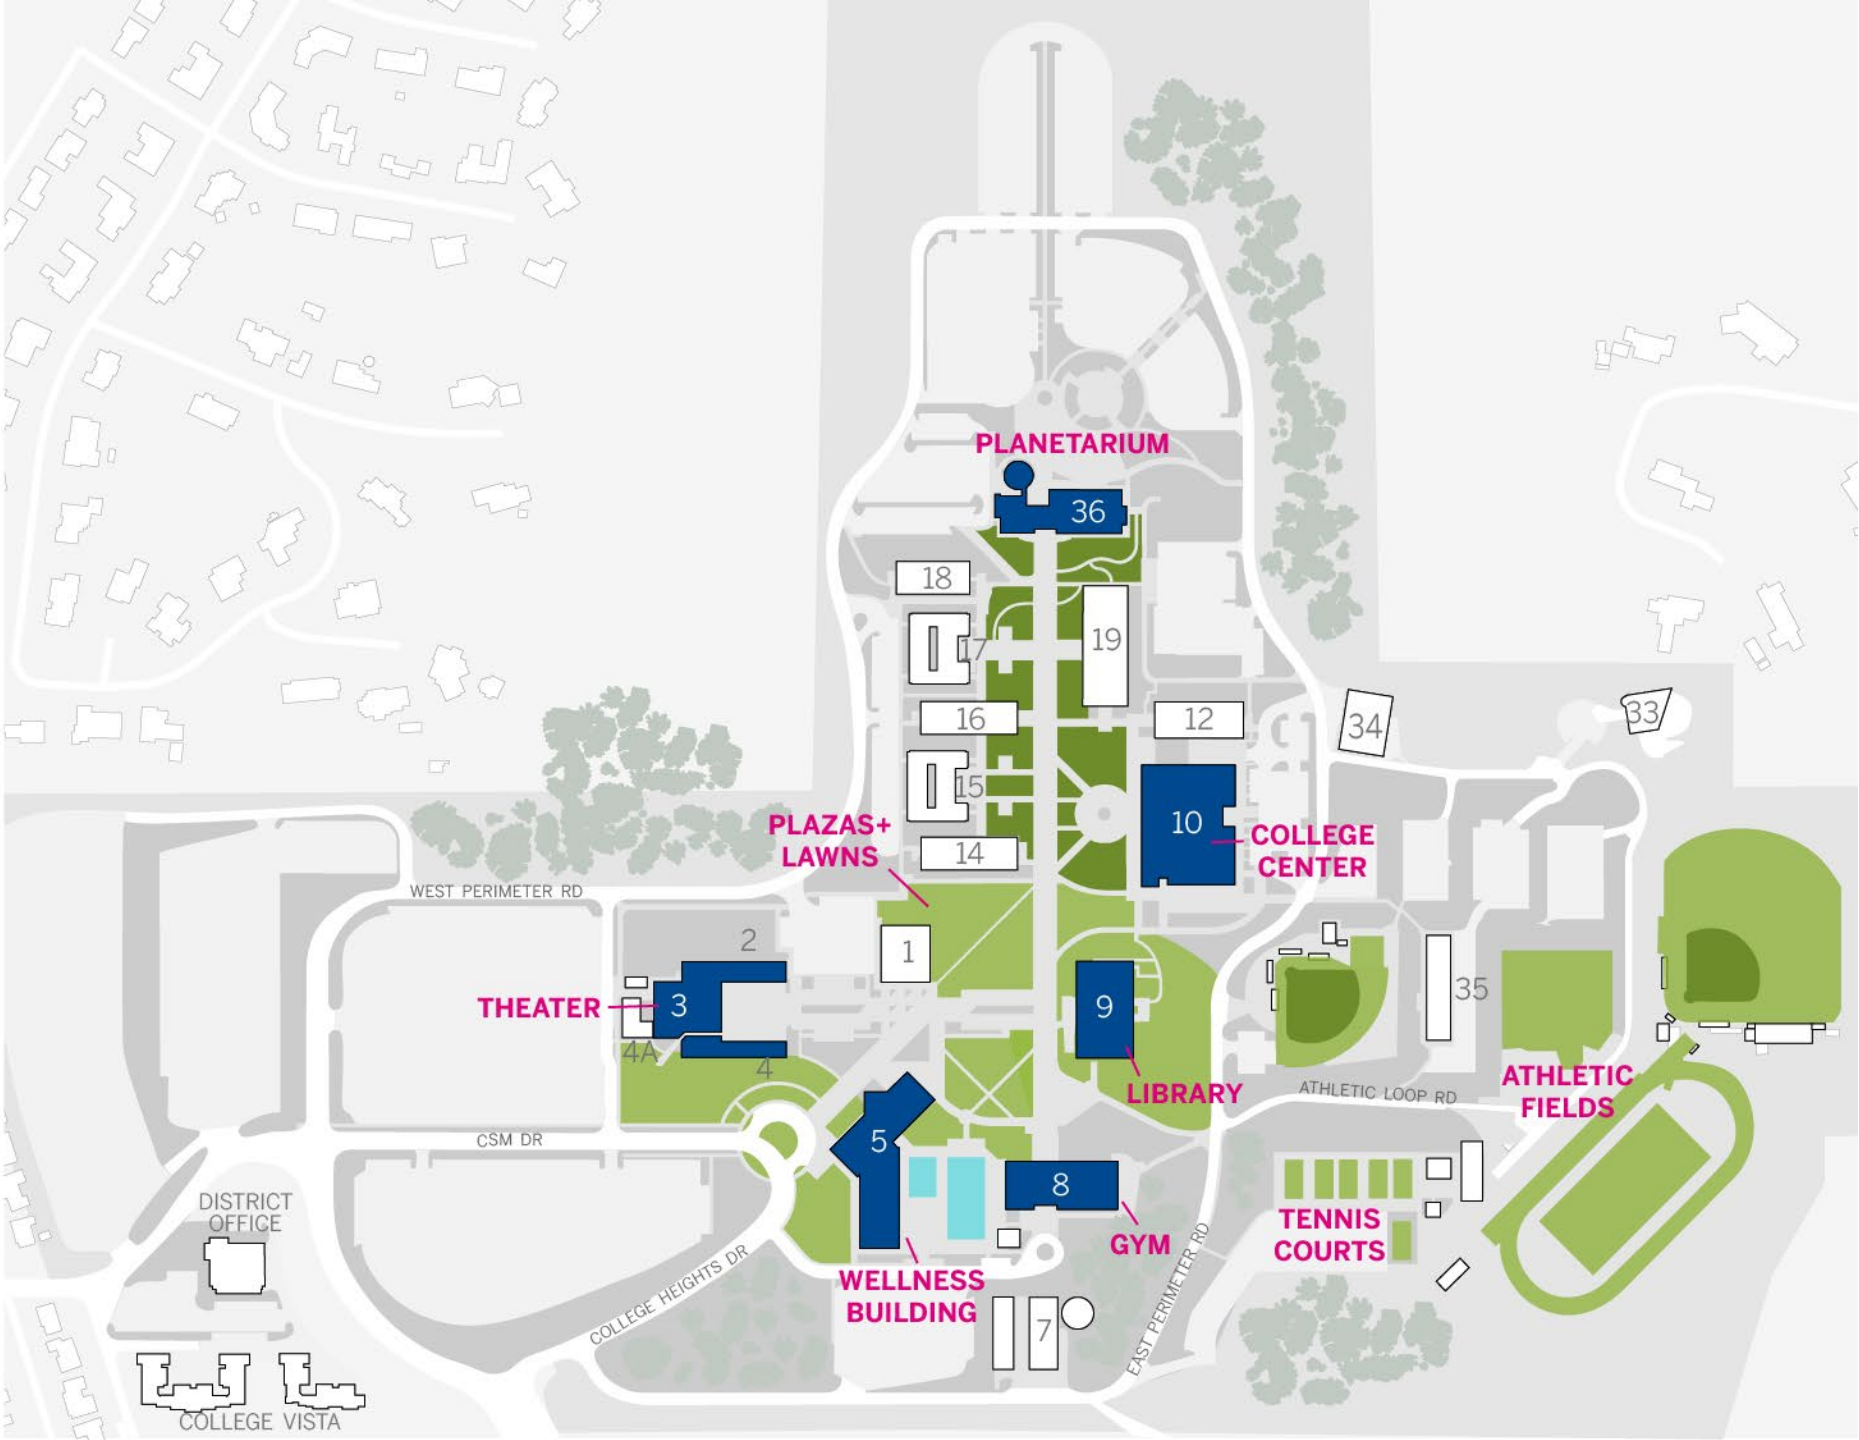 PLANETARIUM
36
18
17
19
16
12
34
33
15
10
PLAZAS+
LAWNS
COLLEGE
CENTER
14
WEST PERIMETER RD
2
1
35
THEATER
3
9
4A
4
LIBRARY
ATHLETIC
FIELDS
ATHLETIC LOOP RD
CSM DR
5
8
DISTRICT
OFFICE
GYM
TENNIS
COURTS
COLLEGE HEIGHTS DR
WELLNESS
BUILDING
EAST PERIMETER RD
7
COLLEGE VISTA